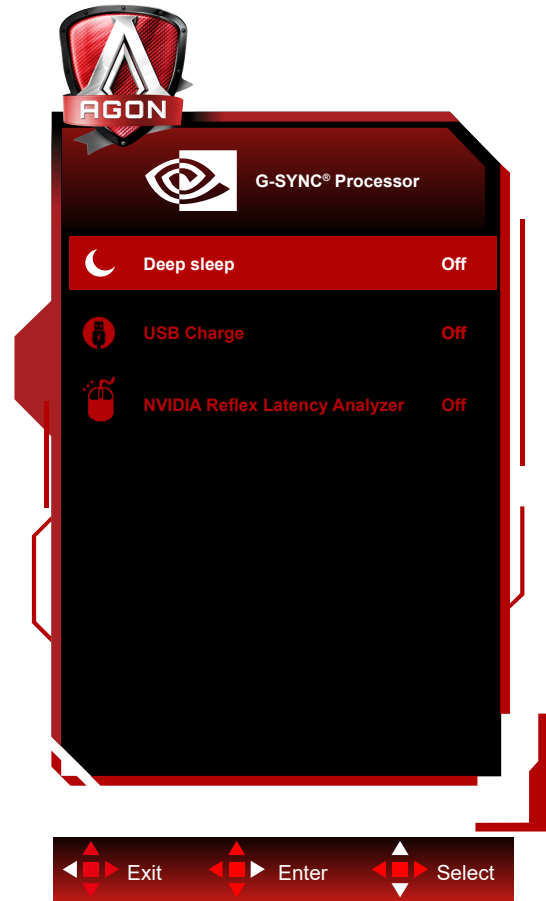 AGON
G-SYNC® Processor
Deep sleep Off
USB Charge Off
NVIDIA Reflex Latency Analyzer Off
Exit Enter Select